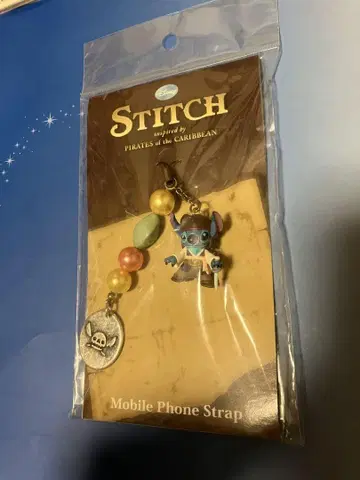 Disney
STITCH
inspired by
PIRATES of the CARIBBEAN
Mobile Phone Strap